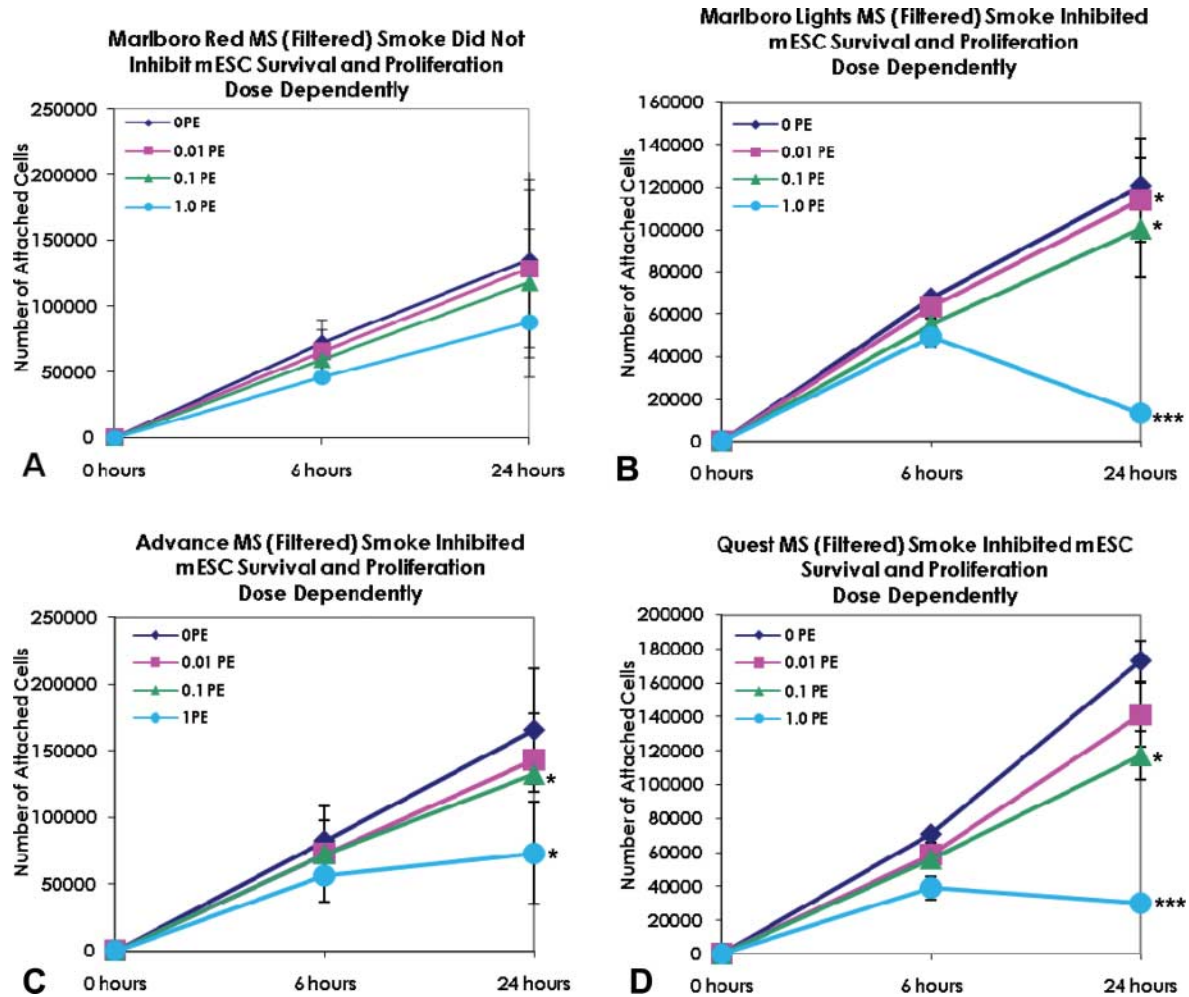 Marlboro Red MS (Filtered) Smoke Did Not
Inhibit mESC Survival and Proliferation
Dose Dependently
250000
200000
150000
100000
50000
0
Number of Attached Cells
0PE
0.01 PE
0.1 PE
1.0 PE
0 hours
6 hours
24 hours
A
Marlboro Lights MS (Filtered) Smoke Inhibited
mESC Survival and Proliferation
Dose Dependently
160000
140000
120000
100000
80000
60000
40000
20000
0
Number of Attached Cells
0 PE
0.01 PE
0.1 PE
1.0 PE
*
*
***
0 hours
6 hours
24 hours
B
Advance MS (Filtered) Smoke Inhibited
mESC Survival and Proliferation
Dose Dependently
250000
200000
150000
100000
50000
0
Number of Attached Cells
0PE
0.01 PE
0.1 PE
1PE
*
*
0 hours
6 hours
24 hours
C
Quest MS (Filtered) Smoke Inhibited mESC
Survival and Proliferation
Dose Dependently
200000
180000
160000
140000
120000
100000
80000
60000
40000
20000
0
Number of Attached Cells
0 PE
0.01 PE
0.1 PE
1.0 PE
*
***
0 hours
6 hours
24 hours
D